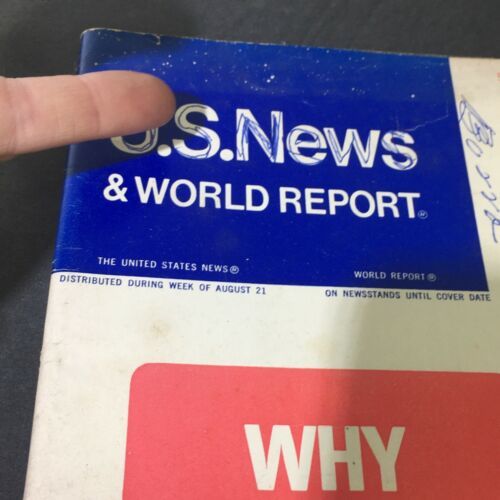 U.S.News
& WORLD REPORT®
THE UNITED STATES NEWS® WORLD REPORT®
DISTRIBUTED DURING WEEK OF AUGUST 21 ON NEWSSTANDS UNTIL COVER DATE
WHY